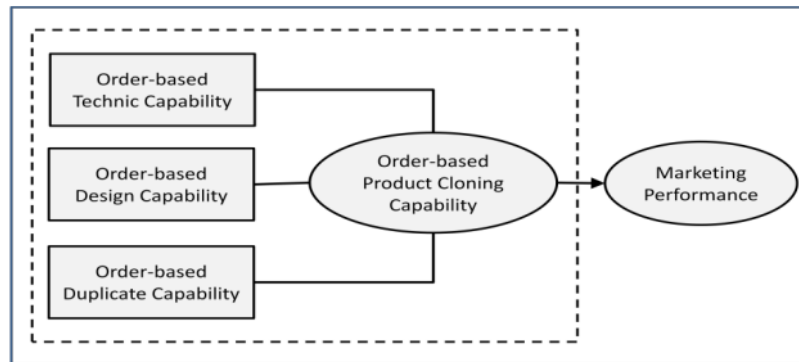 Order-based
Technic Capability
Order-based
Design Capability
Order-based
Duplicate Capability
Order-based
Product Cloning
Capability
Marketing
Performance